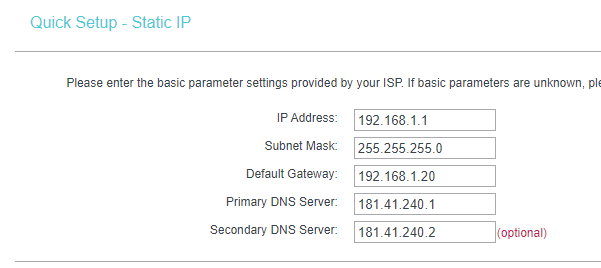 Quick Setup - Static IP
Please enter the basic parameter settings provided by your ISP. If basic parameters are unknown,
IP Address: 192.168.1.1
Subnet Mask: 255.255.255.0
Default Gateway: 192.168.1.20
Primary DNS Server: 181.41.240.1
Secondary DNS Server: 181.41.240.2 (optional)